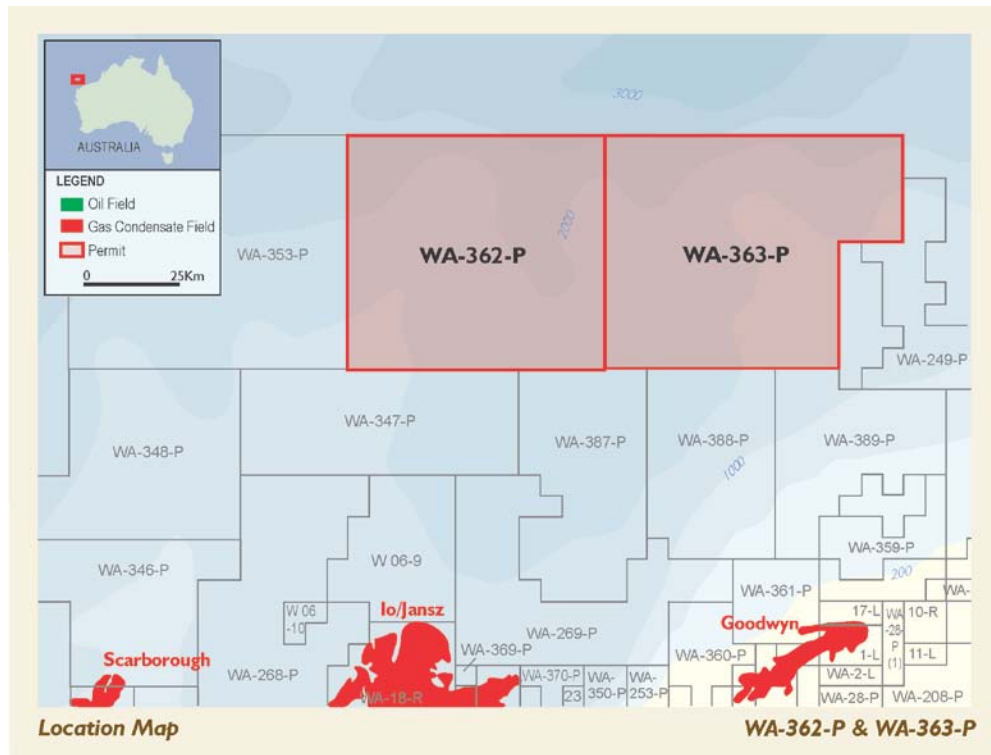 3000
AUSTRALIA
LEGEND
Oil Field
Gas Condensate Field
Permit
0 25Km
WA-353-P
WA-362-P
2000
WA-363-P
WA-249-P
WA-348-P
WA-347-P
WA-387-P
WA-388-P
WA-389-P
1000
WA-346-P
W 06-9
WA-359-P
200
WA-361-P
WA-
W 06
-10
Io/Jansz
Goodwyn
17-L
WA
-28-
P
(1)
10-R
Scarborough
WA-268-P
WA-369-P
WA-269-P
WA-360-P
1-L
11-L
WA-18-R
WA-370-P
23
WA-
350-P
WA-
253-P
WA-2-L
WA-28-P
WA-208-P
Location Map
WA-362-P & WA-363-P